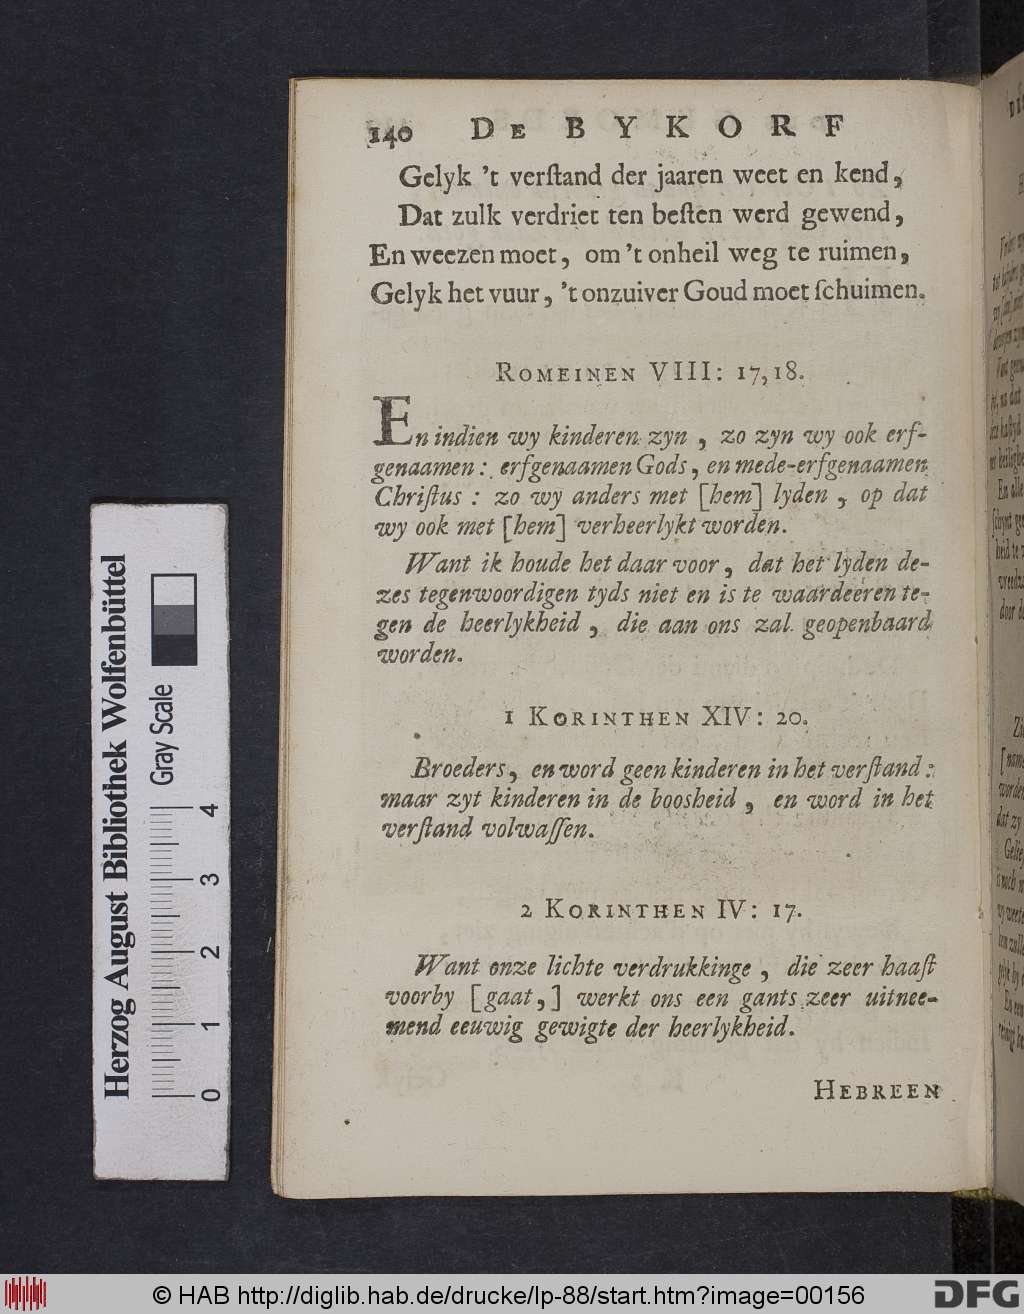 140 DE BYKORF
Gelyk 't verſtand der jaaren weet en kend,
Dat zulk verdriet ten beſten werd gewend,
En weezen moet, om 't onheil weg te ruimen,
Gelyk het vuur, 't onzuiver Goud moet ſchuimen.
ROMEINEN VIII: 17,18.
En indien wy kinderen zyn, zo zyn wy ook erf-
genaamen: erfgenaamen Gods, en mede-erfgenaamen
Chriſtus: zo wy anders met [hem] lyden, op dat
wy ook met [hem] verheerlykt worden.
Want ik houde het daar voor, dat het lyden de-
zes tegenwoordigen tyds niet en is te waardeeren te-
gen de heerlykheid, die aan ons zal geopenbaard
worden.
1 KORINTHEN XIV: 20.
Broeders, en word geen kinderen in het verſtand:
maar zyt kinderen in de boosheid, en word in het
verſtand volwaſſen.
2 KORINTHEN IV: 17.
Want onze lichte verdrukkinge, die zeer haaſt
voorby [gaat,] werkt ons een gants zeer uitnee-
mend eeuwig gewigte der heerlykheid.
HEBREEN
Herzog August Bibliothek Wolfenbüttel
Gray Scale
0 1 2 3 4
© HAB http://diglib.hab.de/drucke/lp-88/start.htm?image=00156
DFG